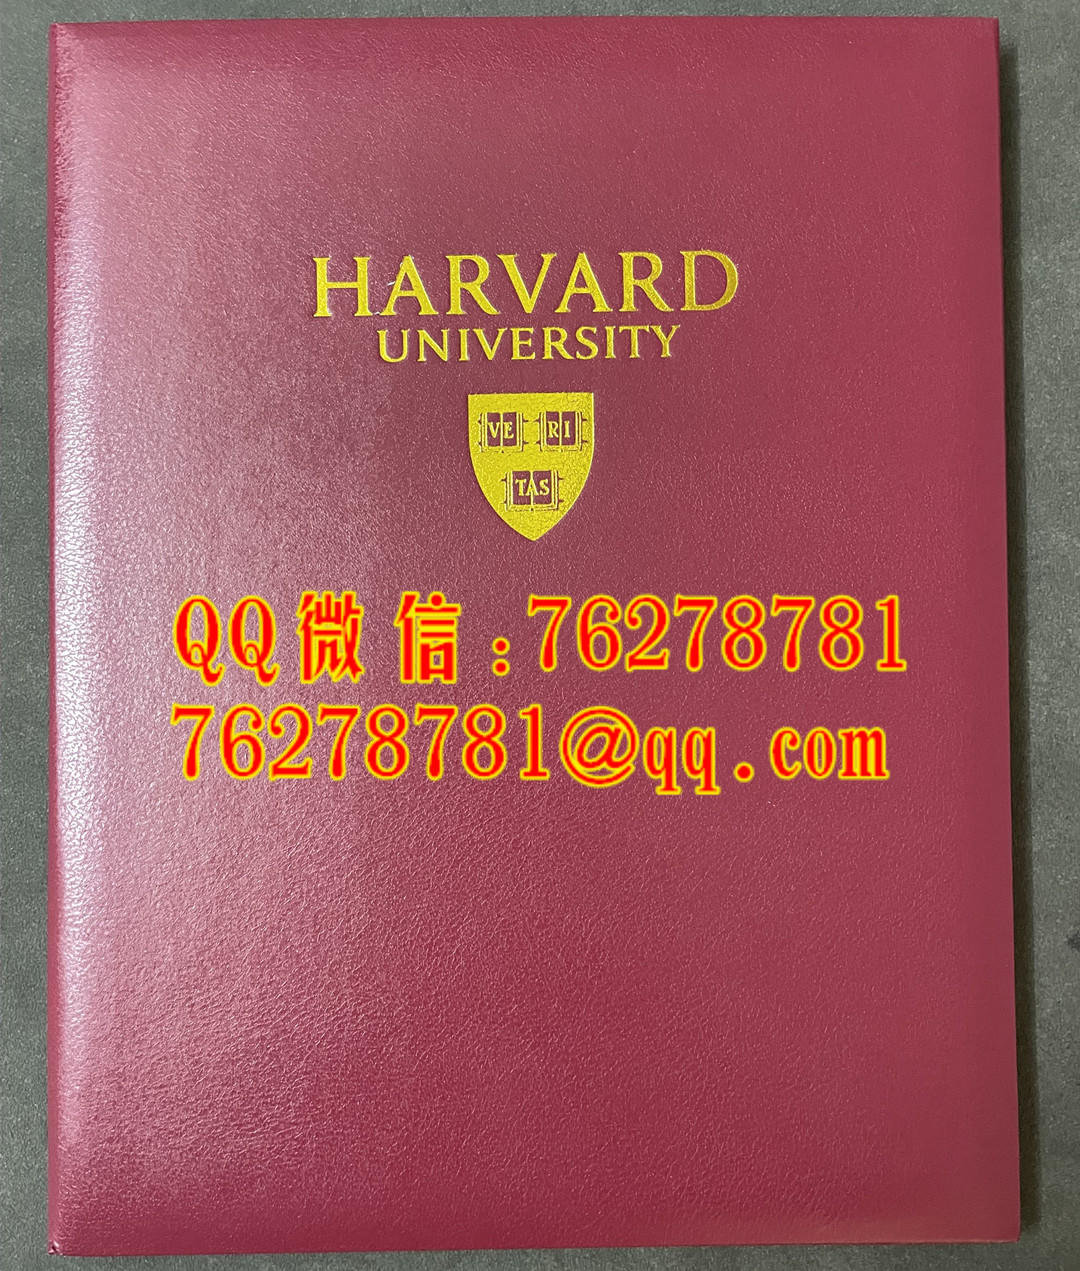 HARVARD
UNIVERSITY
VE RI
TAS
QQ微信:76278781
76278781@qq.com